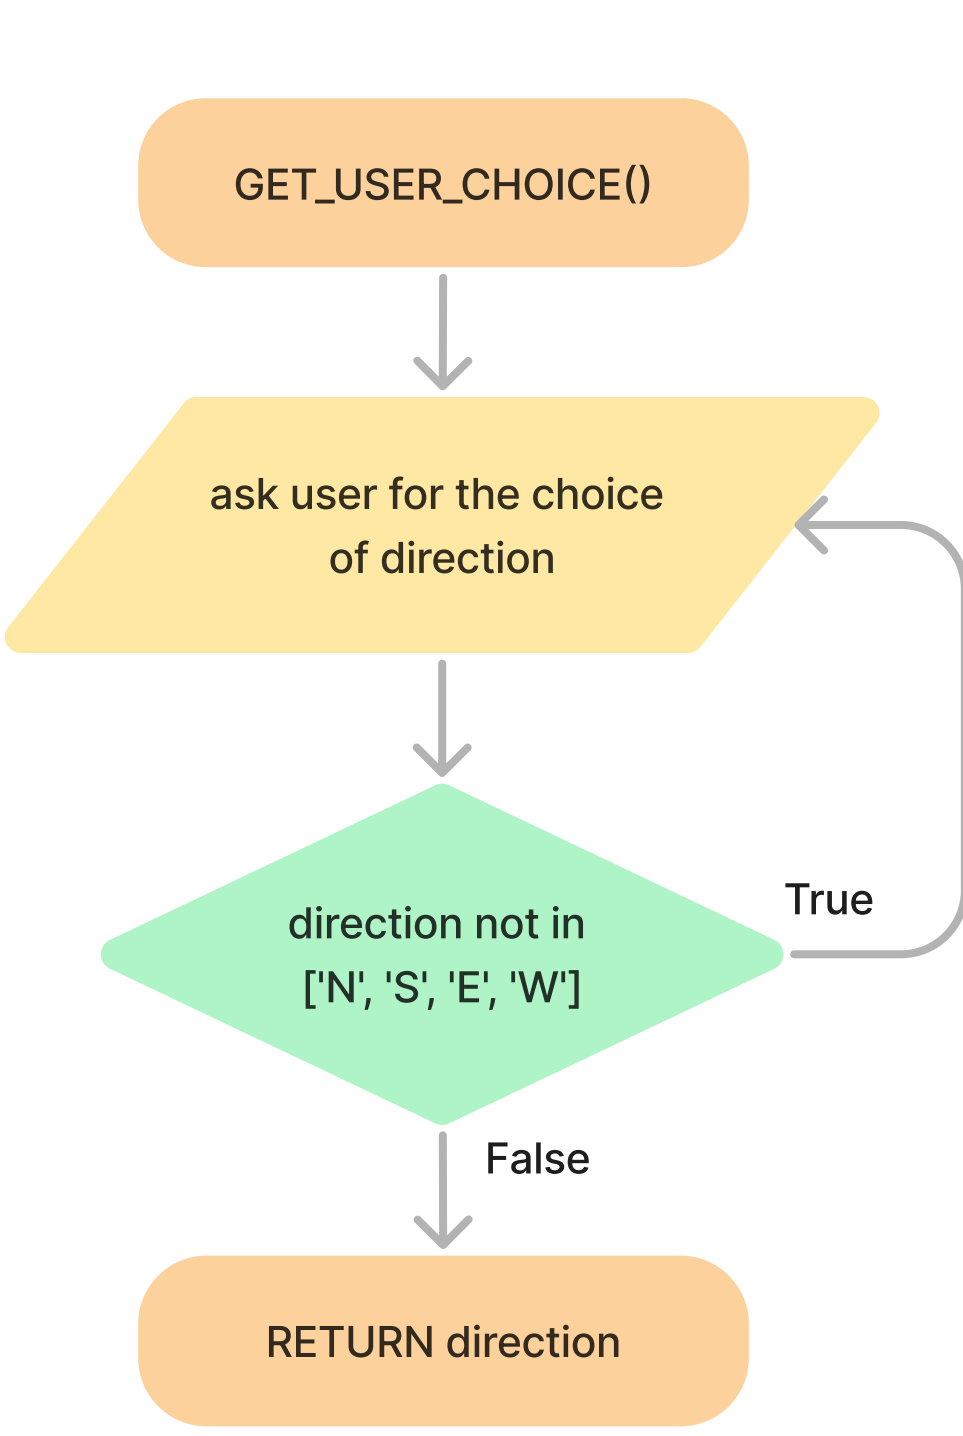 GET_USER_CHOICE()
ask user for the choice
of direction
direction not in
['N', 'S', 'E', 'W']
True
False
RETURN direction